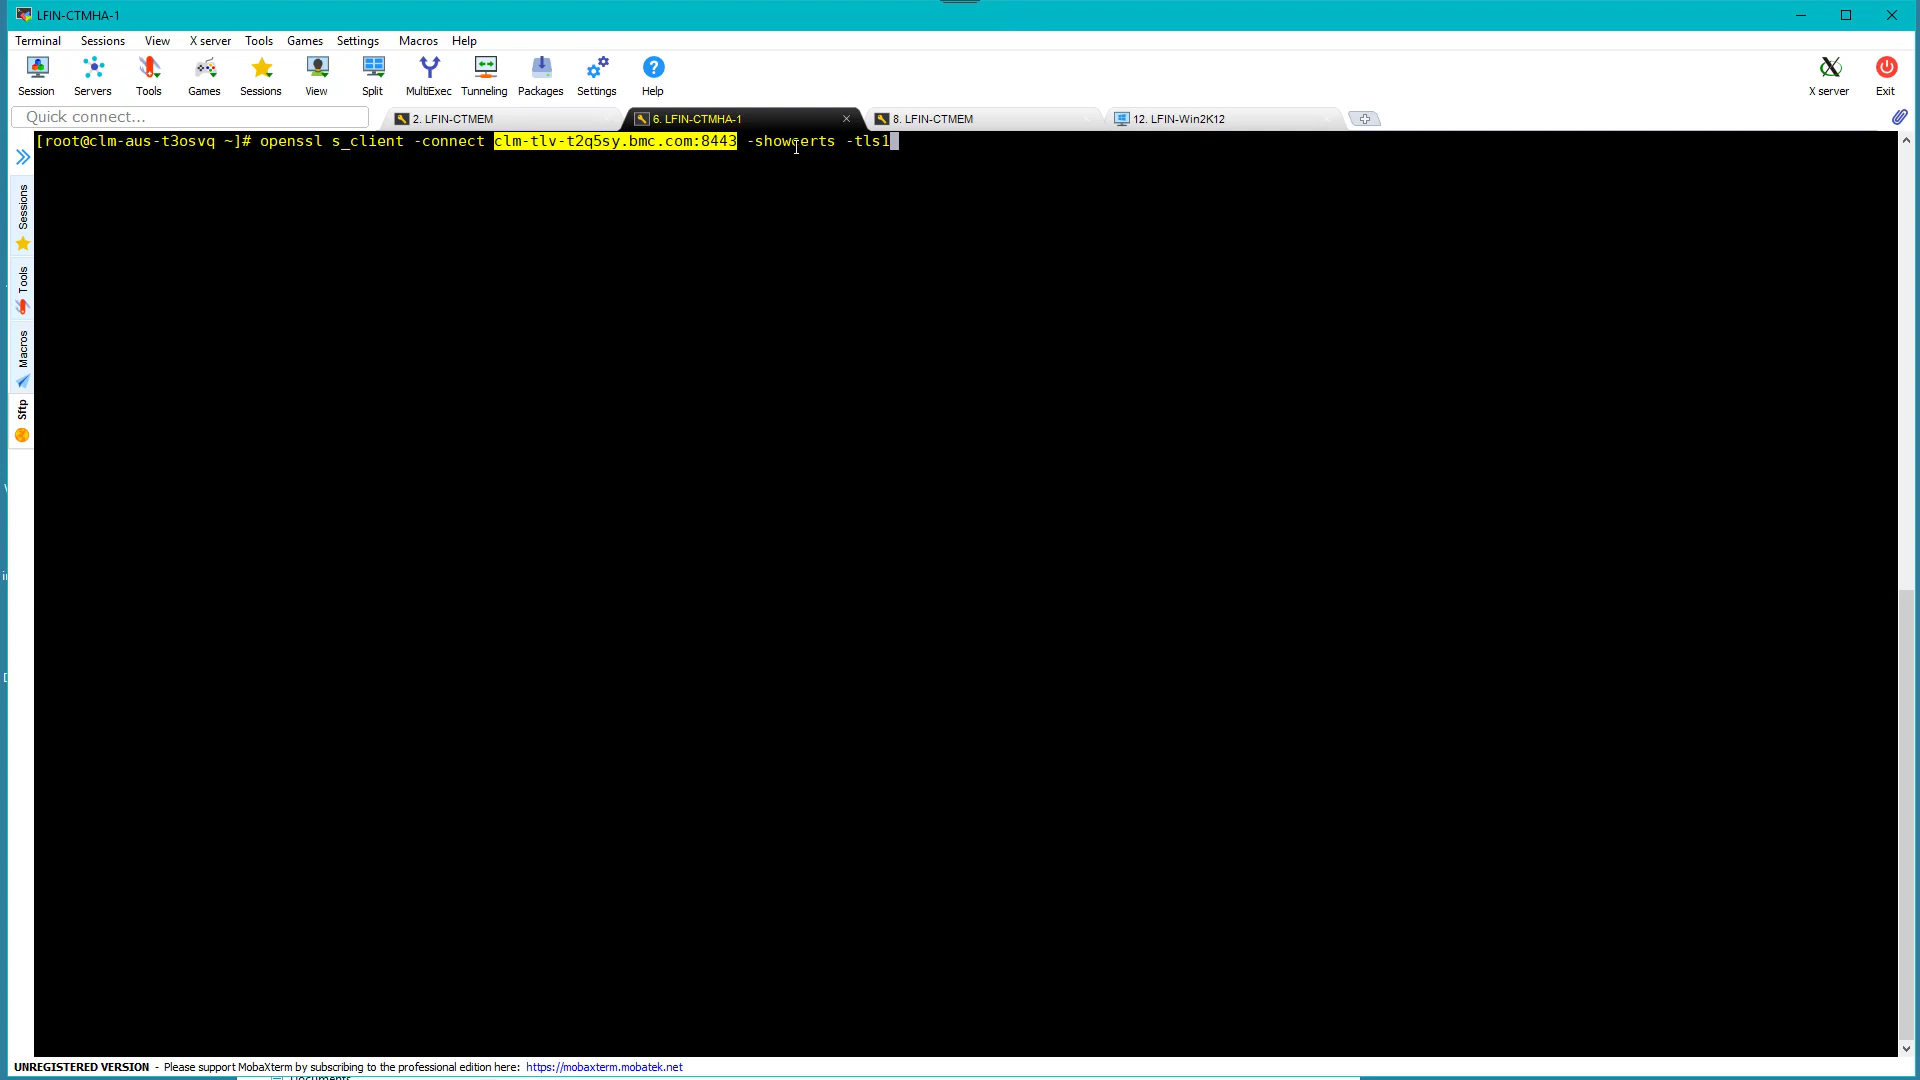 LFIN-CTMHA-1
Terminal Sessions View X server Tools Games Settings Macros Help
Session Servers Tools Games Sessions View Split MultiExec Tunneling Packages Settings Help X server Exit
Quick connect...
2. LFIN-CTMEM
6. LFIN-CTMHA-1
8. LFIN-CTMEM
12. LFIN-Win2K12
[root@clm-aus-t3osvq ~]# openssl s_client -connect clm-tlv-t2q5sy.bmc.com:8443 -showcerts -tls1
Sessions
Tools
Macros
Sftp
UNREGISTERED VERSION - Please support MobaXterm by subscribing to the professional edition here: https://mobaxterm.mobatek.net